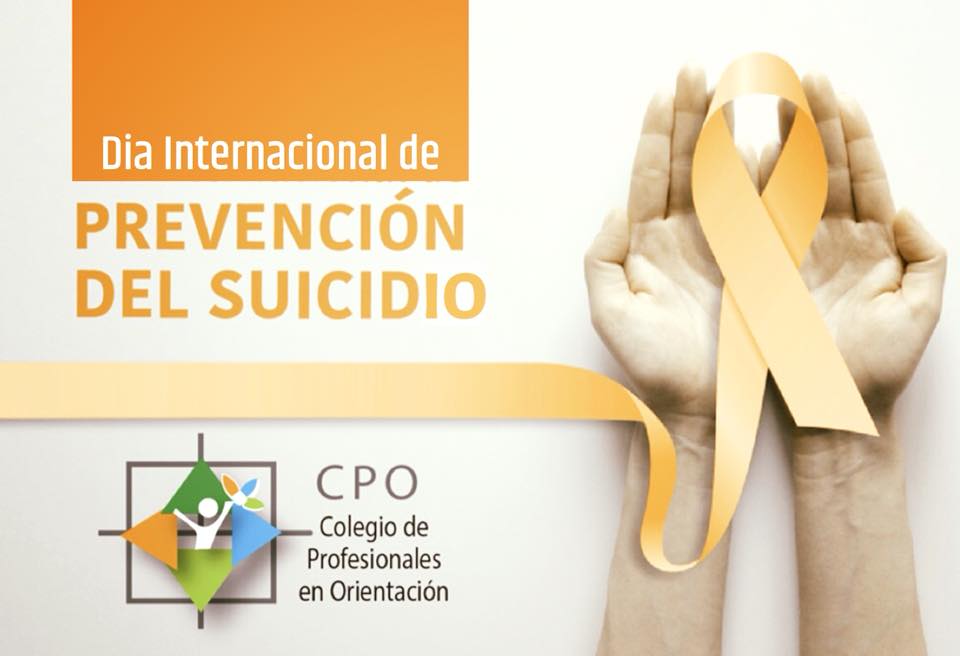 Dia Internacional de
PREVENCIÓN
DEL SUICIDIO
CPO
Colegio de
Profesionales
en Orientación